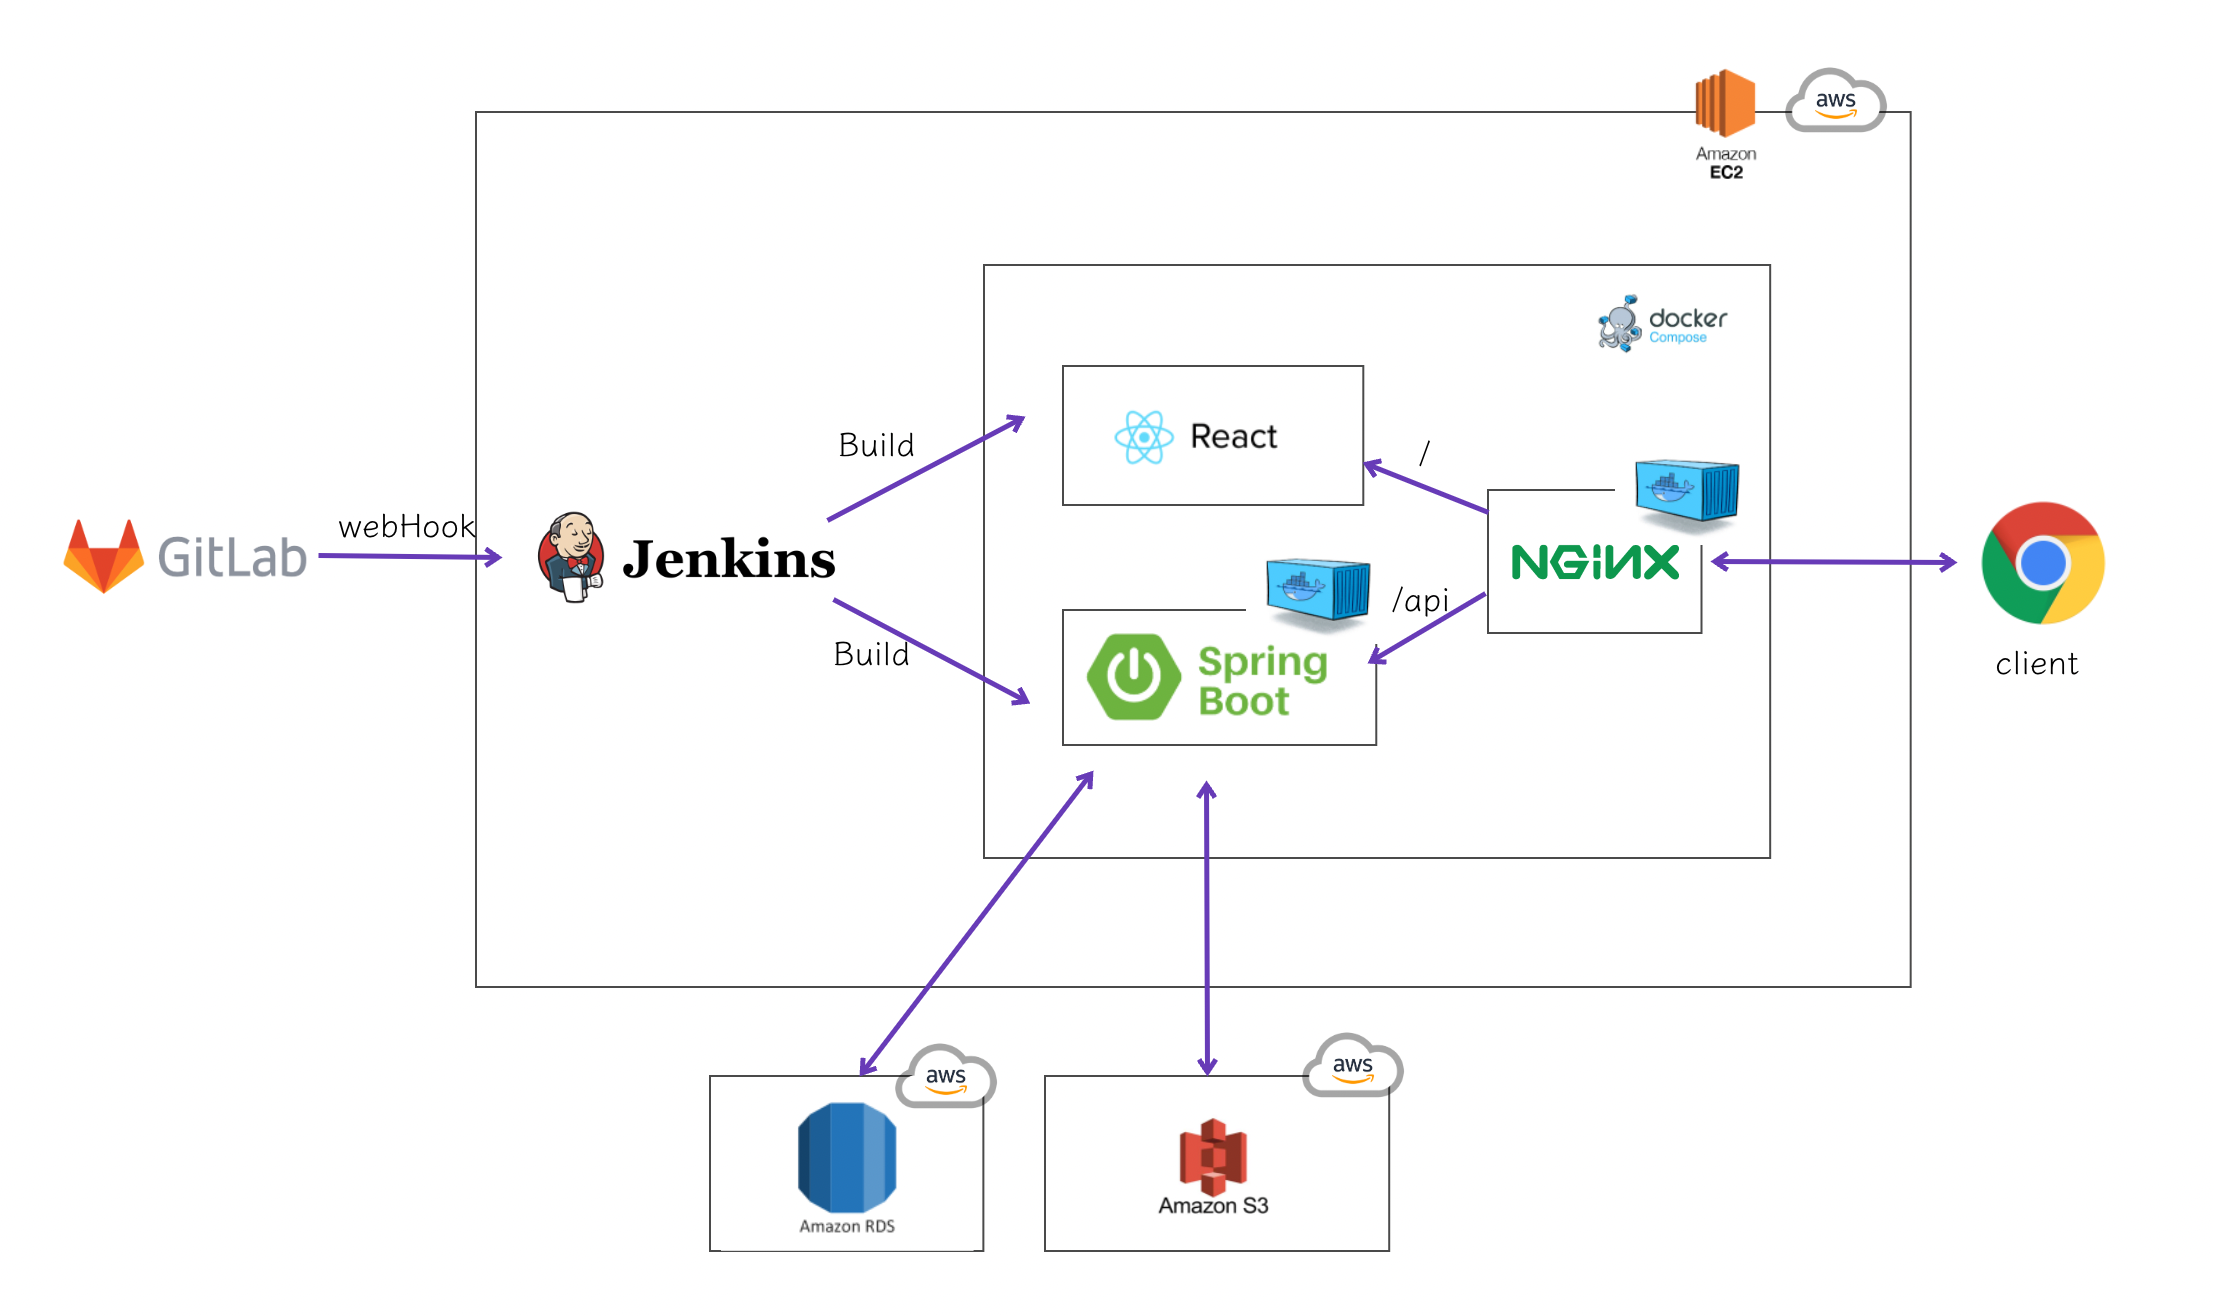 aws
Amazon
EC2
docker
Compose
Build
React
/
webHook
GitLab
Jenkins
NGINX
/api
Build
Spring
Boot
client
aws
aws
Amazon RDS
Amazon S3